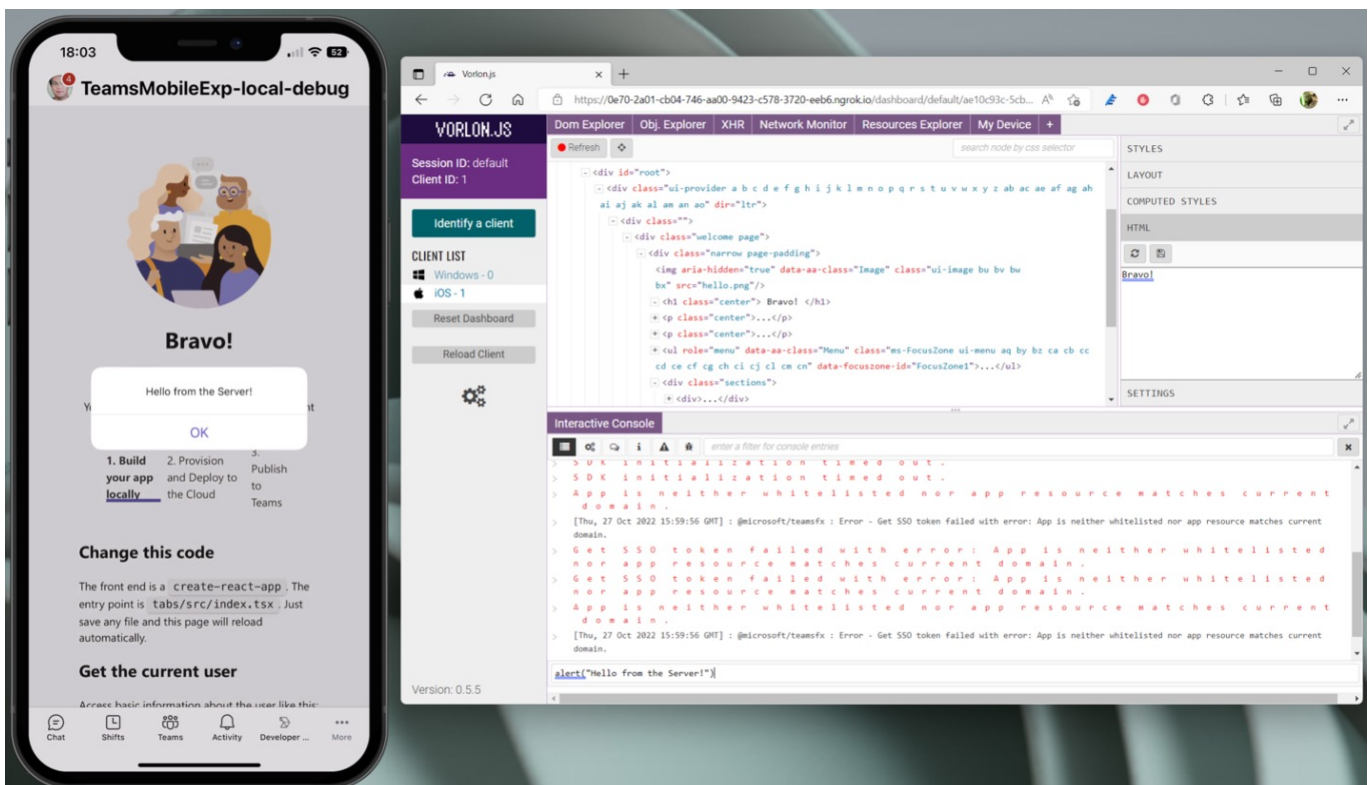 18:03
52
4
TeamsMobileExp-local-debug
Bravo!
Hello from the Server!
OK
1. Build
your app
locally
2. Provision
and Deploy to
the Cloud
3.
Publish
to
Teams
Change this code
The front end is a create-react-app . The
entry point is tabs/src/index.tsx . Just
save any file and this page will reload
automatically.
Get the current user
Access basic information about the user like this:
Chat
Shifts
Teams
Activity
Developer ...
More
Vorlon.js
https://0e70-2a01-cb04-746-aa00-9423-c578-3720-eeb6.ngrok.io/dashboard/default/ae10c93c-5cb...
VORLON.JS
Session ID: default
Client ID: 1
Identify a client
CLIENT LIST
Windows - 0
iOS - 1
Reset Dashboard
Reload Client
Version: 0.5.5
Dom Explorer Obj. Explorer XHR Network Monitor Resources Explorer My Device +
Refresh
search node by css selector
<div id="root">
<div class="ui-provider a b c d e f g h i j k l m n o p q r s t u v w x y z ab ac ae af ag ah
ai aj ak al am an ao" dir="ltr">
<div class="">
<div class="welcome page">
<div class="narrow page-padding">
<img aria-hidden="true" data-aa-class="Image" class="ui-image bu bv bw
bx" src="hello.png"/>
<h1 class="center"> Bravo! </h1>
<p class="center">...</p>
<p class="center">...</p>
<ul role="menu" data-aa-class="Menu" class="ms-FocusZone ui-menu aq by bz ca cb cc
cd ce cf cg ch ci cj cl cm cn" data-focuszone-id="FocusZone1">...</ul>
<div class="sections">
<div>...</div>
STYLES
LAYOUT
COMPUTED STYLES
HTML
Bravo!
SETTINGS
Interactive Console
enter a filter for console entries
SDK initialization timed out.
SDK initialization timed out.
App is neither whitelisted nor app resource matches current
domain.
[Thu, 27 Oct 2022 15:59:56 GMT] : @microsoft/teamsfx : Error - Get SSO token failed with error: App is neither whitelisted nor app resource matches current
domain.
Get SSO token failed with error: App is neither whitelisted
nor app resource matches current domain.
Get SSO token failed with error: App is neither whitelisted
nor app resource matches current domain.
App is neither whitelisted nor app resource matches current
domain.
[Thu, 27 Oct 2022 15:59:56 GMT] : @microsoft/teamsfx : Error - Get SSO token failed with error: App is neither whitelisted nor app resource matches current
domain.
alert("Hello from the Server!")